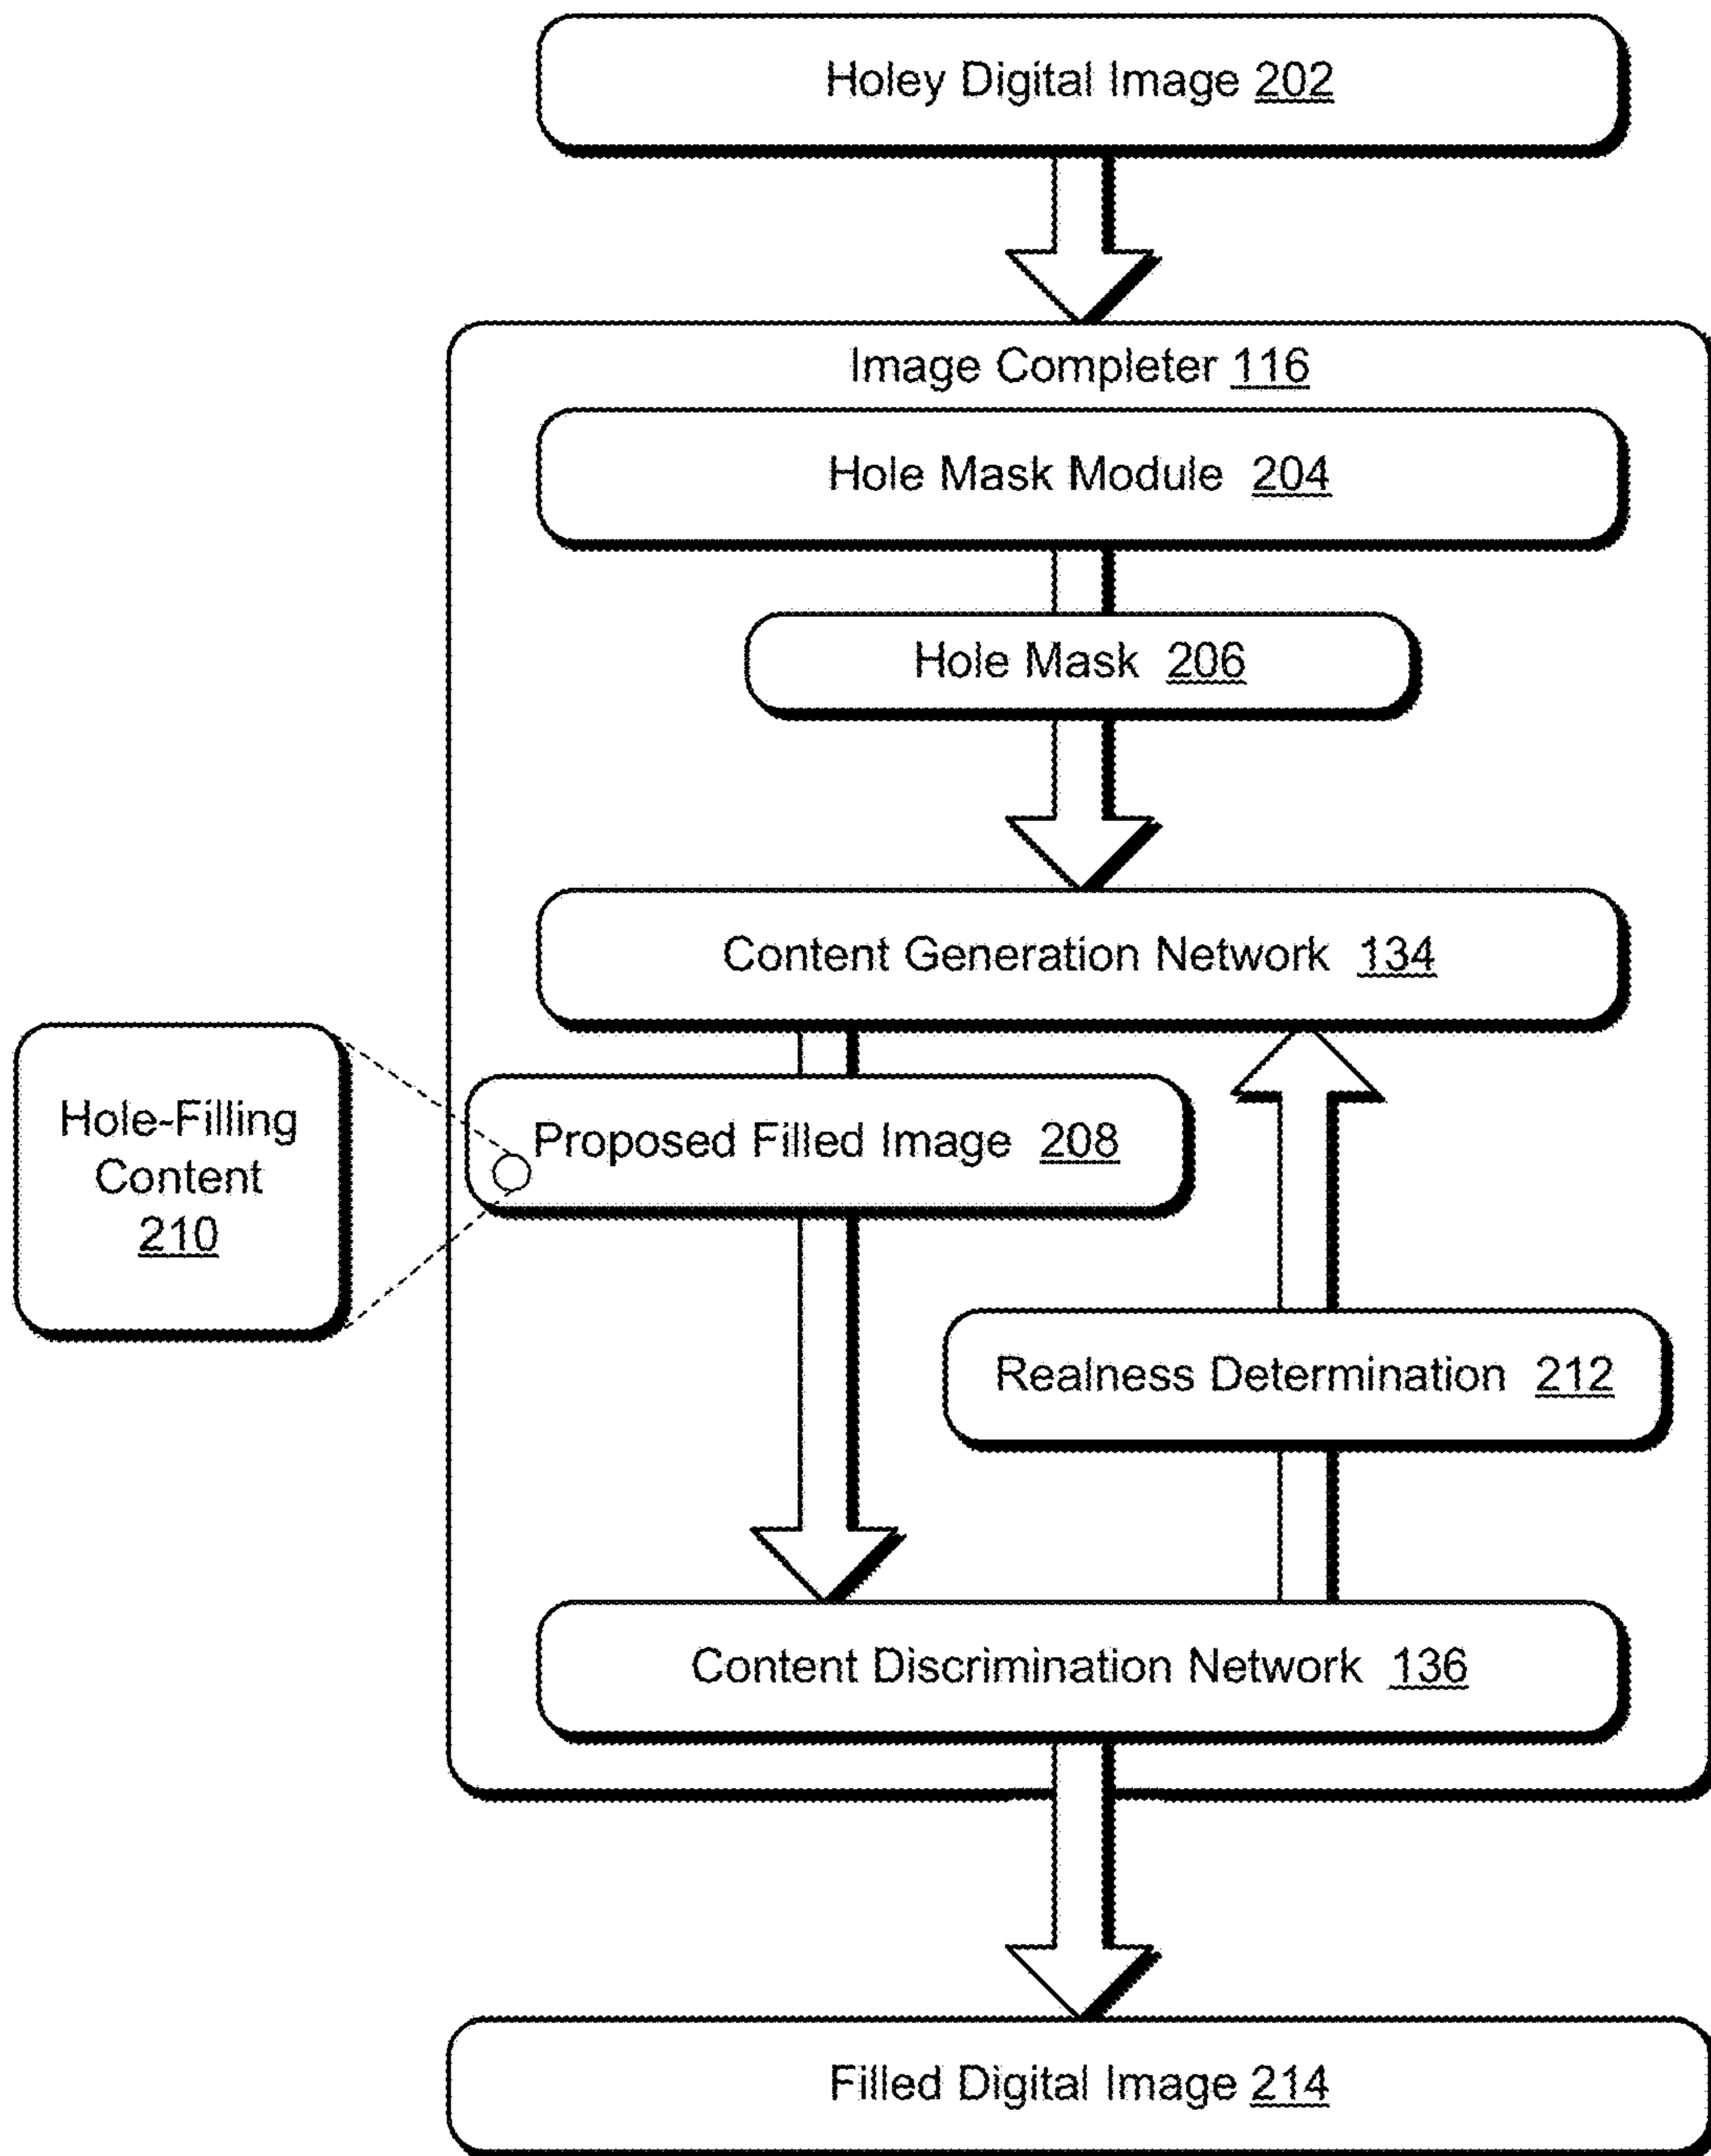 Holey Digital Image 202
Image Completer 116
Hole Mask Module 204
Hole Mask 206
Content Generation Network 134
Hole-Filling
Content
210
Proposed Filled Image 208
Realness Determination 212
Content Discrimination Network 136
Filled Digital Image 214